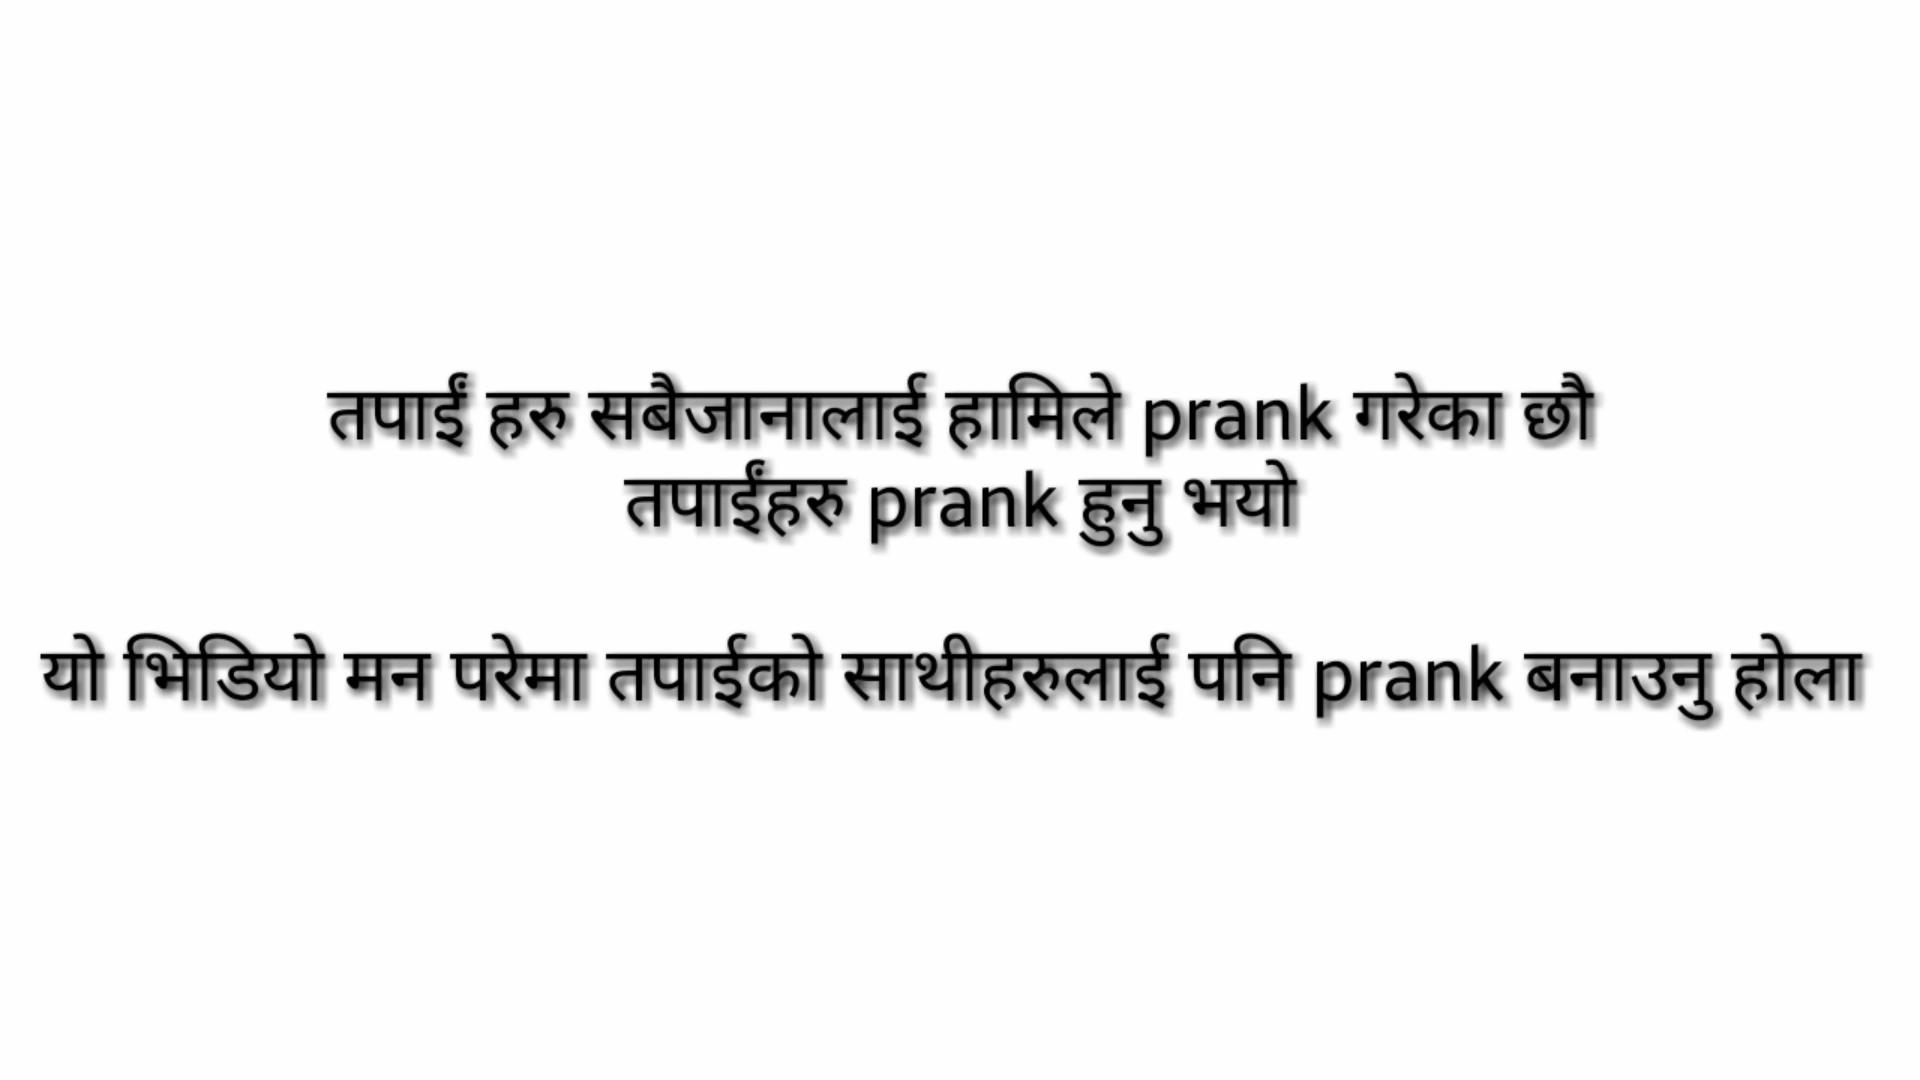 तपाईं हरु सबैजानालाई हामिले prank गरेका छौ
तपाईंहरु prank हुनु भयो
यो भिडियो मन परेमा तपाईको साथीहरुलाई पनि prank बनाउनु होला